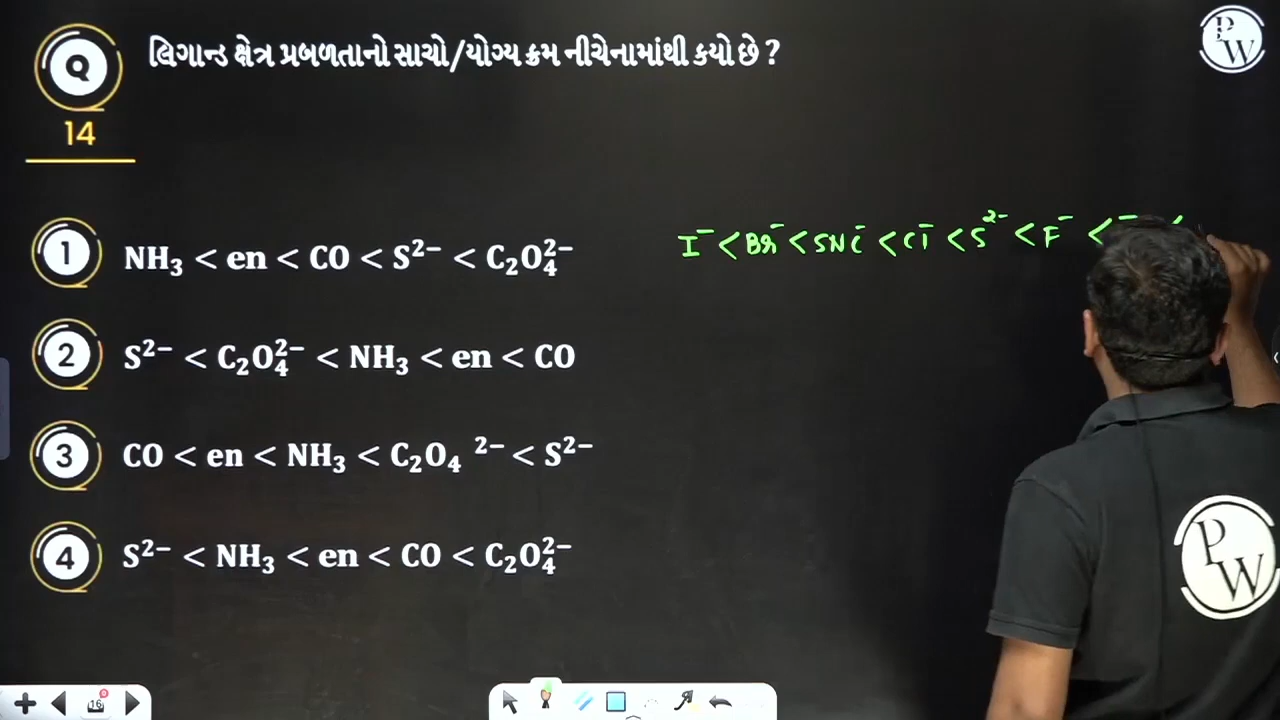 Q
14
લિગાન્ડ ક્ષેત્ર પ્રબળતાનો સાચો/યોગ્ય ક્રમ નીચેનામાંથી કયો છે ?
PW
1 NH₃ < en < CO < S²⁻ < C₂O₄²⁻
I⁻ < Br⁻ < SNC⁻ < Cl⁻ < S²⁻ < F⁻ <
2 S²⁻ < C₂O₄²⁻ < NH₃ < en < CO
3 CO < en < NH₃ < C₂O₄ ²⁻ < S²⁻
4 S²⁻ < NH₃ < en < CO < C₂O₄²⁻
PW
16